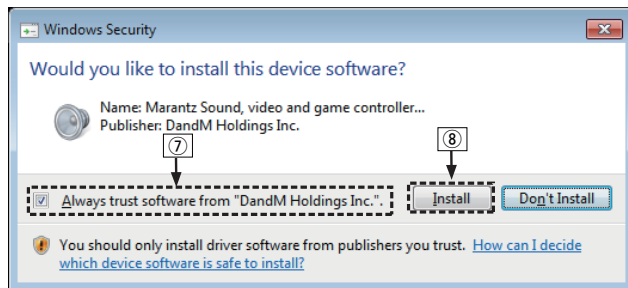 Windows Security
Would you like to install this device software?
Name: Marantz Sound, video and game controller...
Publisher: DandM Holdings Inc.
⑦
⑧
Always trust software from "DandM Holdings Inc.".
Install
Don't Install
You should only install driver software from publishers you trust. How can I decide
which device software is safe to install?